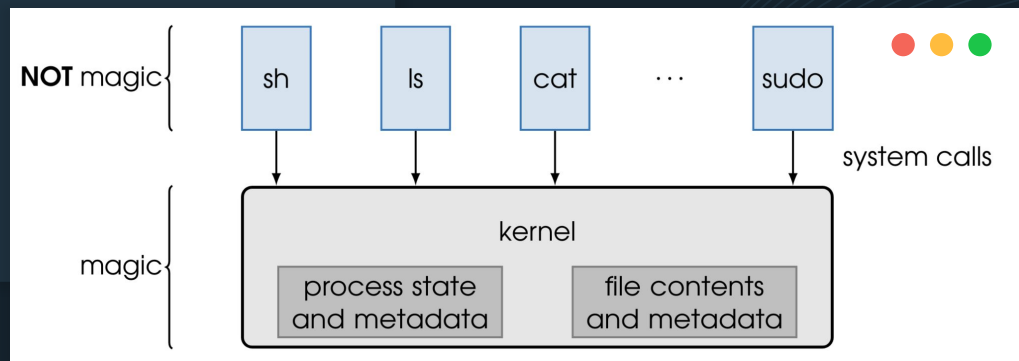 NOT magic
sh
ls
cat
...
sudo
system calls
magic
kernel
process state
and metadata
file contents
and metadata